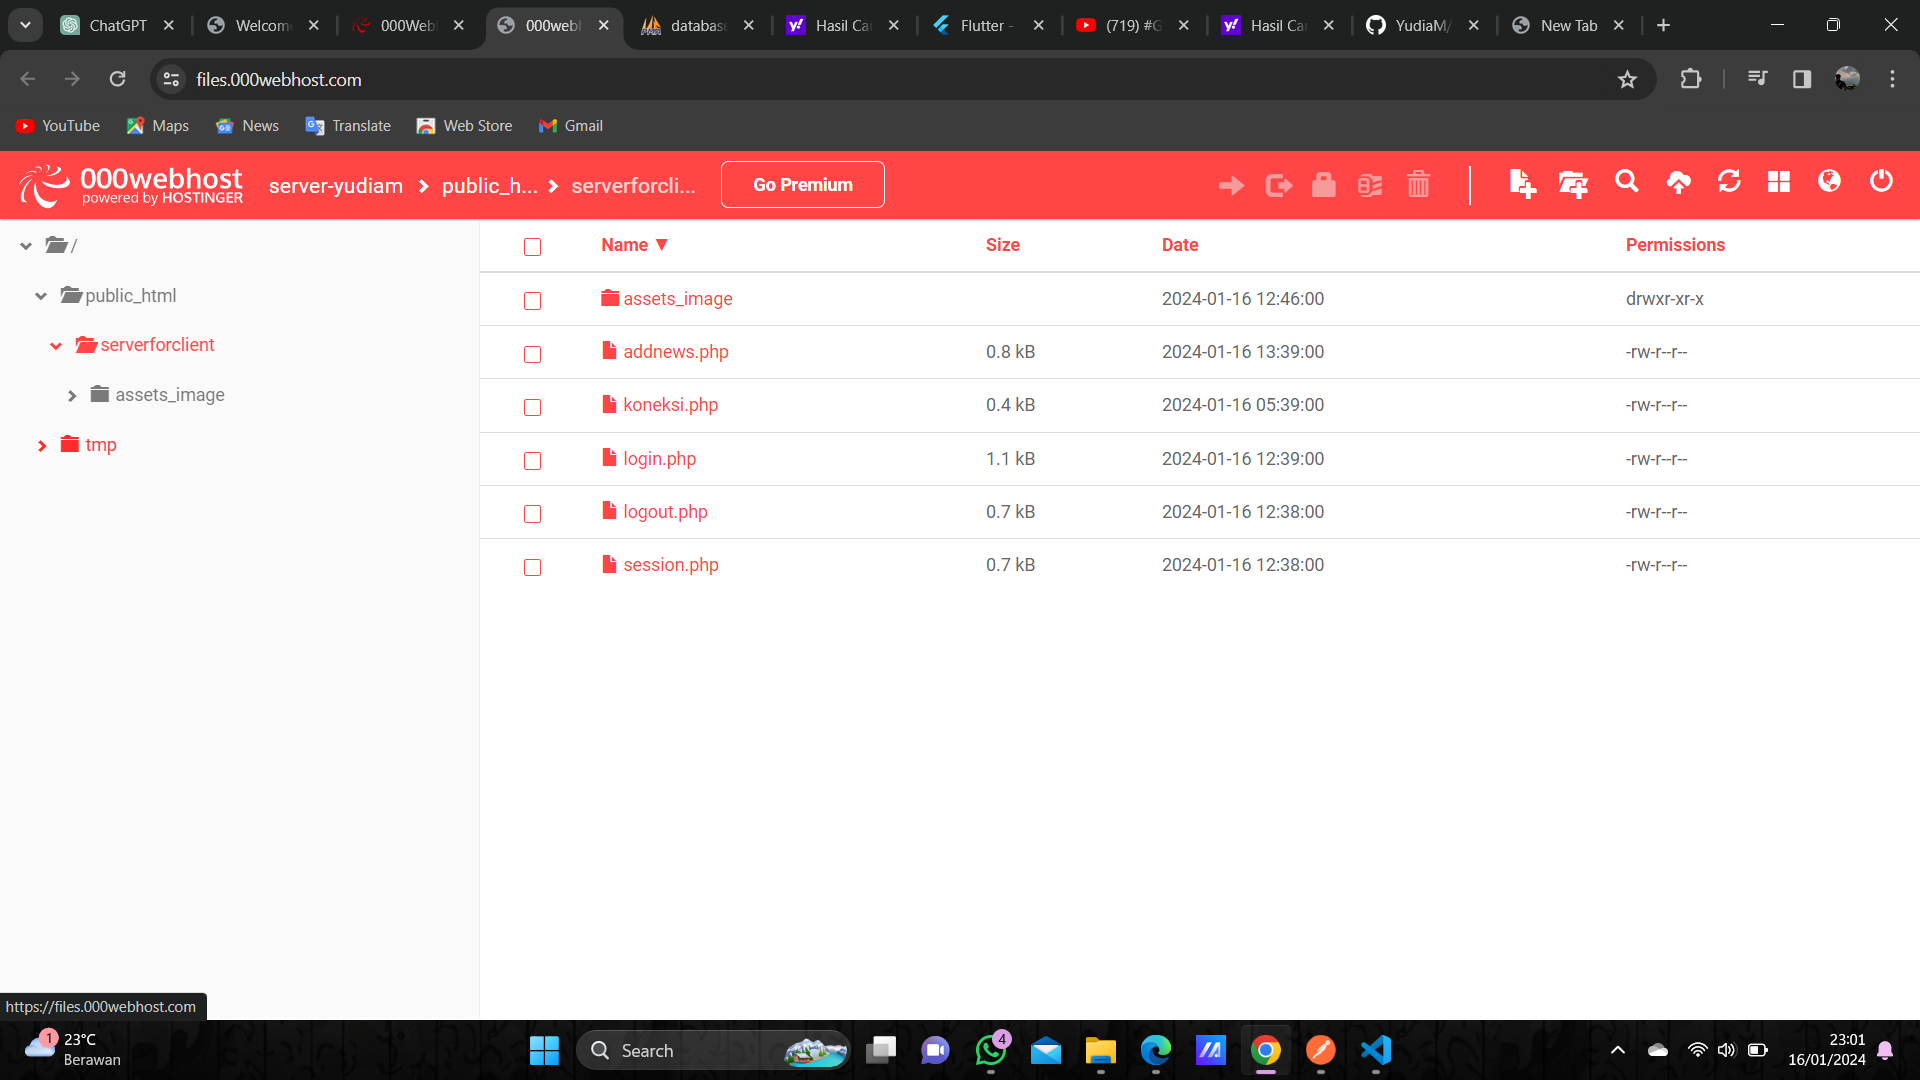 ChatGPT
Welcom
000Web
000web
database
Hasil Ca
Flutter -
(719) #G
Hasil Ca
YudiaM/
New Tab
files.000webhost.com
YouTube
Maps
News
Translate
Web Store
Gmail
000webhost
powered by HOSTINGER
server-yudiam
public_h...
serverforcli...
Go Premium
/
public_html
serverforclient
assets_image
tmp
Name ▼ Size Date Permissions
assets_image 2024-01-16 12:46:00 drwxr-xr-x
addnews.php 0.8 kB 2024-01-16 13:39:00 -rw-r--r--
koneksi.php 0.4 kB 2024-01-16 05:39:00 -rw-r--r--
login.php 1.1 kB 2024-01-16 12:39:00 -rw-r--r--
logout.php 0.7 kB 2024-01-16 12:38:00 -rw-r--r--
session.php 0.7 kB 2024-01-16 12:38:00 -rw-r--r--
https://files.000webhost.com
1
23°C
Berawan
Search
4
23:01
16/01/2024